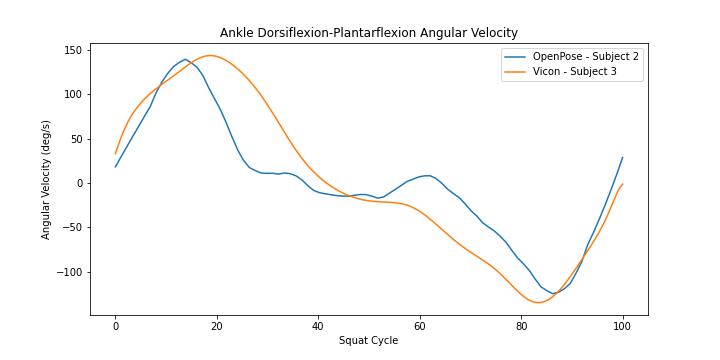 Ankle Dorsiflexion-Plantarflexion Angular Velocity
OpenPose - Subject 2
Vicon - Subject 3
Angular Velocity (deg/s)
150
100
50
0
−50
−100
0 20 40 60 80 100
Squat Cycle